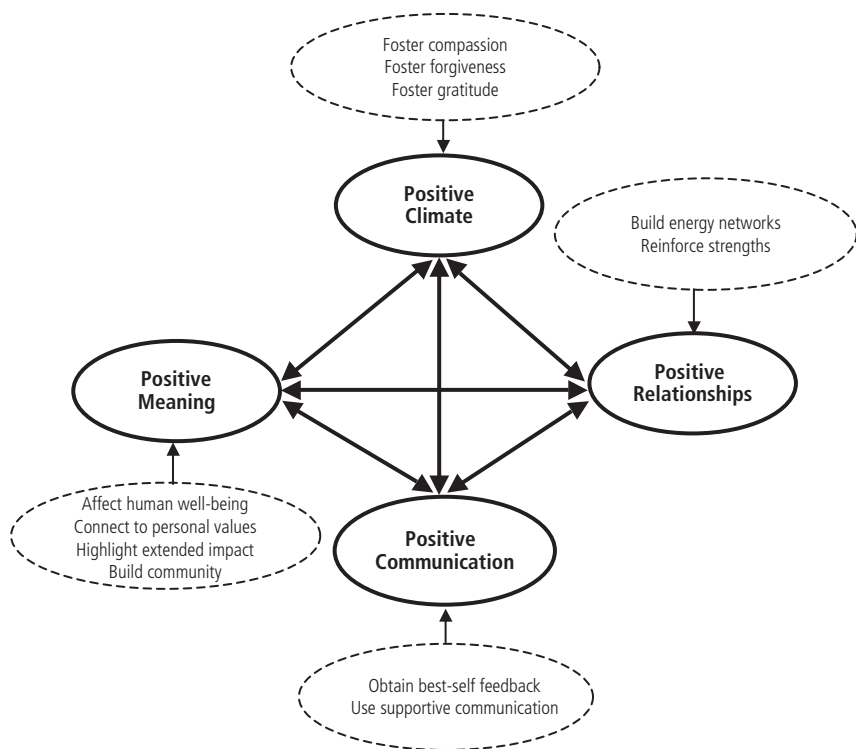 Foster compassion
Foster forgiveness
Foster gratitude
Positive
Climate
Build energy networks
Reinforce strengths
Positive
Meaning
Positive
Relationships
Affect human well-being
Connect to personal values
Highlight extended impact
Build community
Positive
Communication
Obtain best-self feedback
Use supportive communication